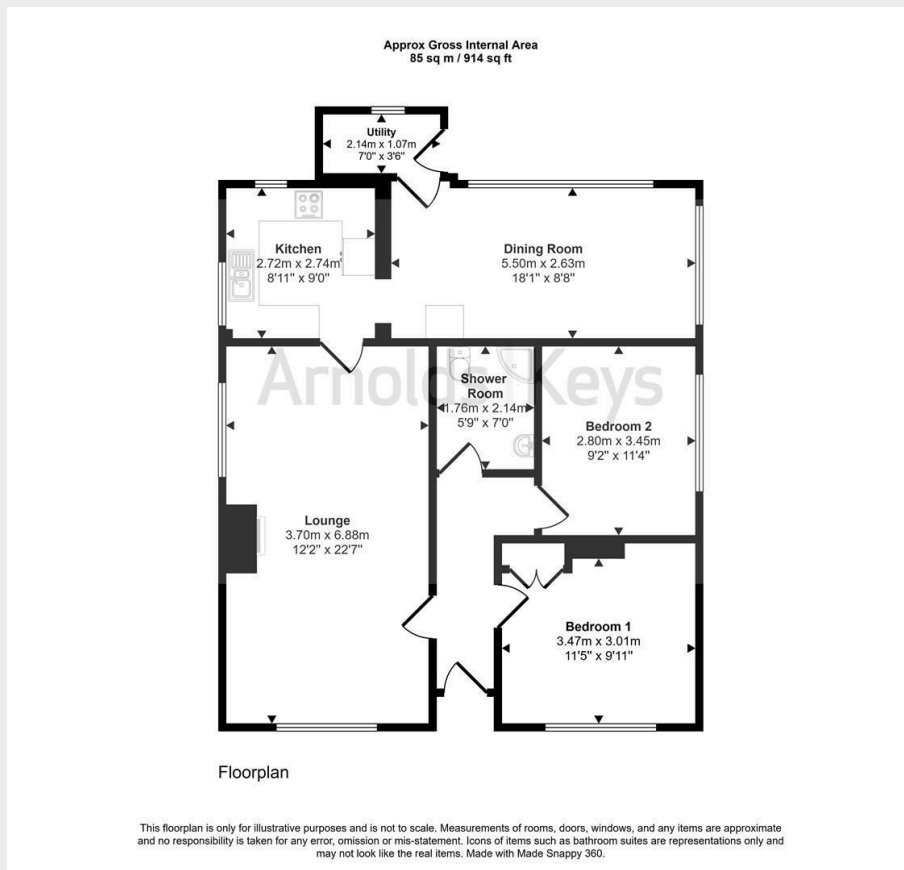 Approx Gross Internal Area
85 sq m / 914 sq ft
Utility
2.14m x 1.07m
7'0" x 3'6"
Kitchen
2.72m x 2.74m
8'11" x 9'0"
Dining Room
5.50m x 2.63m
18'1" x 8'8"
Arnolds Keys
Shower
Room
1.76m x 2.14m
5'9" x 7'0"
Bedroom 2
2.80m x 3.45m
9'2" x 11'4"
Lounge
3.70m x 6.88m
12'2" x 22'7"
Bedroom 1
3.47m x 3.01m
11'5" x 9'11"
Floorplan
This floorplan is only for illustrative purposes and is not to scale. Measurements of rooms, doors, windows, and any items are approximate
and no responsibility is taken for any error, omission or mis-statement. Icons of items such as bathroom suites are representations only and
may not look like the real items. Made with Made Snappy 360.